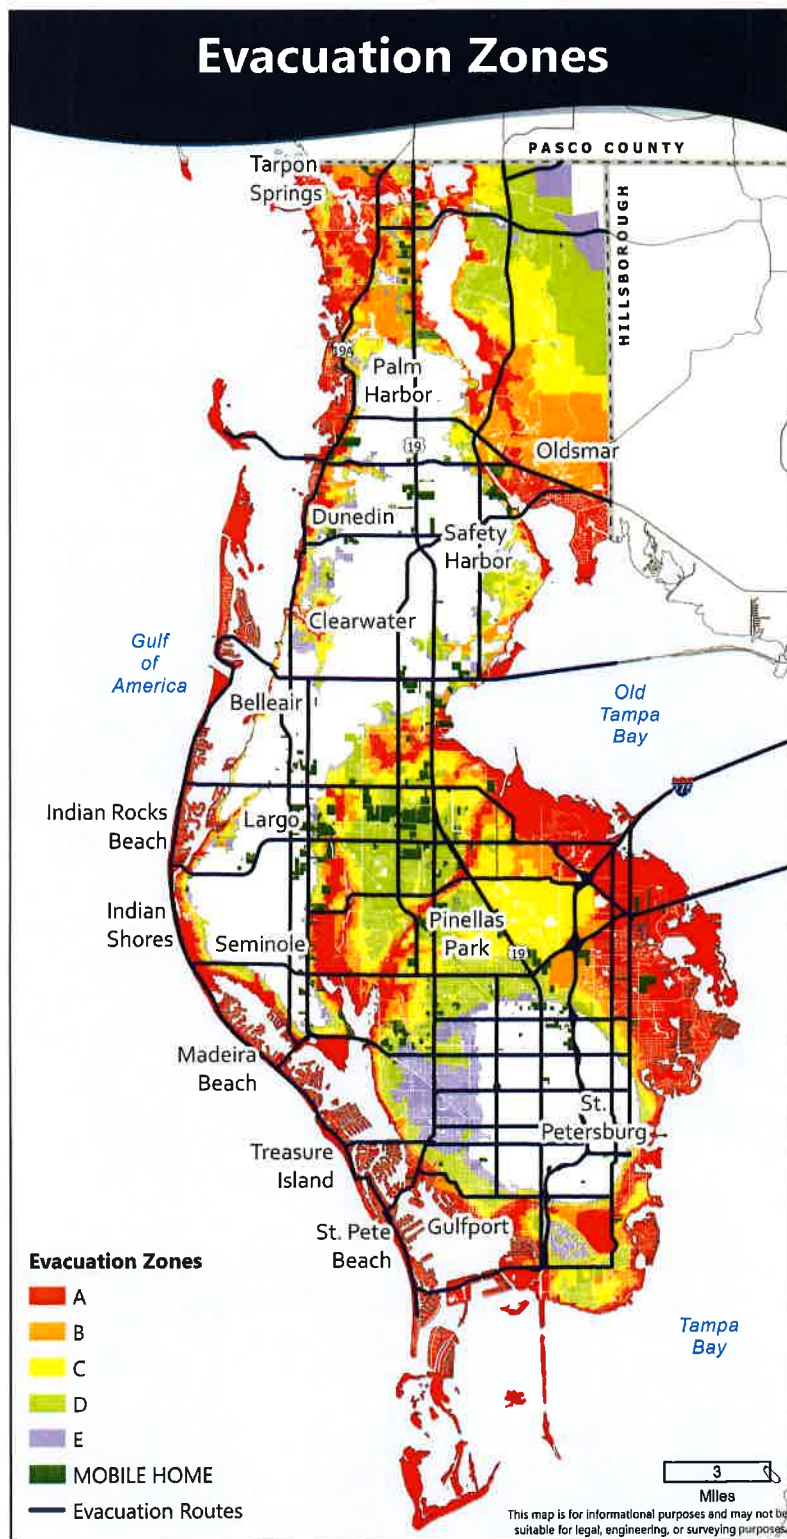 Evacuation Zones
PASCO COUNTY
Tarpon
Springs
HILLSBOROUGH
19A
Palm
Harbor
19
Oldsmar
Dunedin
Safety
Harbor
Clearwater
Gulf
of
America
Old
Tampa
Bay
Belleair
275
Indian Rocks
Beach
Largo
Indian
Shores
Pinellas
Park
Seminole
19
Madeira
Beach
St.
Petersburg
Treasure
Island
St. Pete
Beach
Gulfport
Evacuation Zones
A
B
C
D
E
MOBILE HOME
Evacuation Routes
Tampa
Bay
3
Miles
This map is for informational purposes and may not be
suitable for legal, engineering, or surveying purposes.